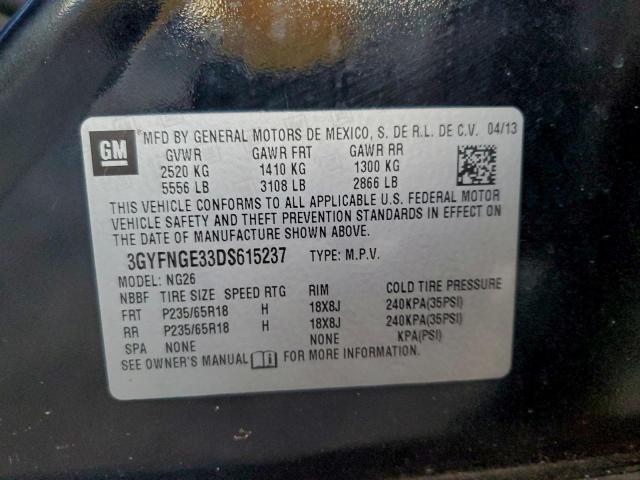 GM
*MFD BY GENERAL MOTORS DE MEXICO, S. DE R.L. DE C.V. 04/13
GVWR GAWR FRT GAWR RR
2520 KG 1410 KG 1300 KG
5556 LB 3108 LB 2866 LB
THIS VEHICLE CONFORMS TO ALL APPLICABLE U.S. FEDERAL MOTOR
VEHICLE SAFETY AND THEFT PREVENTION STANDARDS IN EFFECT ON
THE DATE OF MANUFACTURE SHOWN ABOVE.
3GYFNGE33DS615237 TYPE: M.P.V.
MODEL: NG26
NBBF TIRE SIZE SPEED RTG RIM COLD TIRE PRESSURE
FRT P235/65R18 H 18X8J 240KPA(35PSI)
RR P235/65R18 H 18X8J 240KPA(35PSI)
SPA NONE NONE KPA(PSI)
SEE OWNER'S MANUAL FOR MORE INFORMATION.